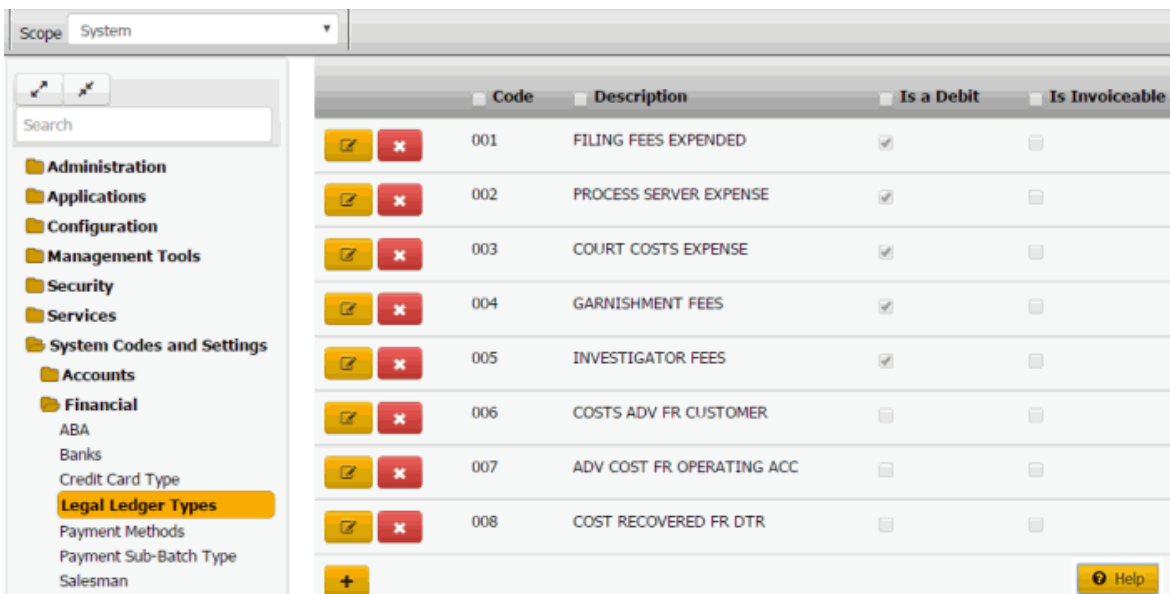 Scope System
Search
Administration
Applications
Configuration
Management Tools
Security
Services
System Codes and Settings
Accounts
Financial
ABA
Banks
Credit Card Type
Legal Ledger Types
Payment Methods
Payment Sub-Batch Type
Salesman
Code Description Is a Debit Is Invoiceable
001 FILING FEES EXPENDED
002 PROCESS SERVER EXPENSE
003 COURT COSTS EXPENSE
004 GARNISHMENT FEES
005 INVESTIGATOR FEES
006 COSTS ADV FR CUSTOMER
007 ADV COST FR OPERATING ACC
008 COST RECOVERED FR DTR
Help